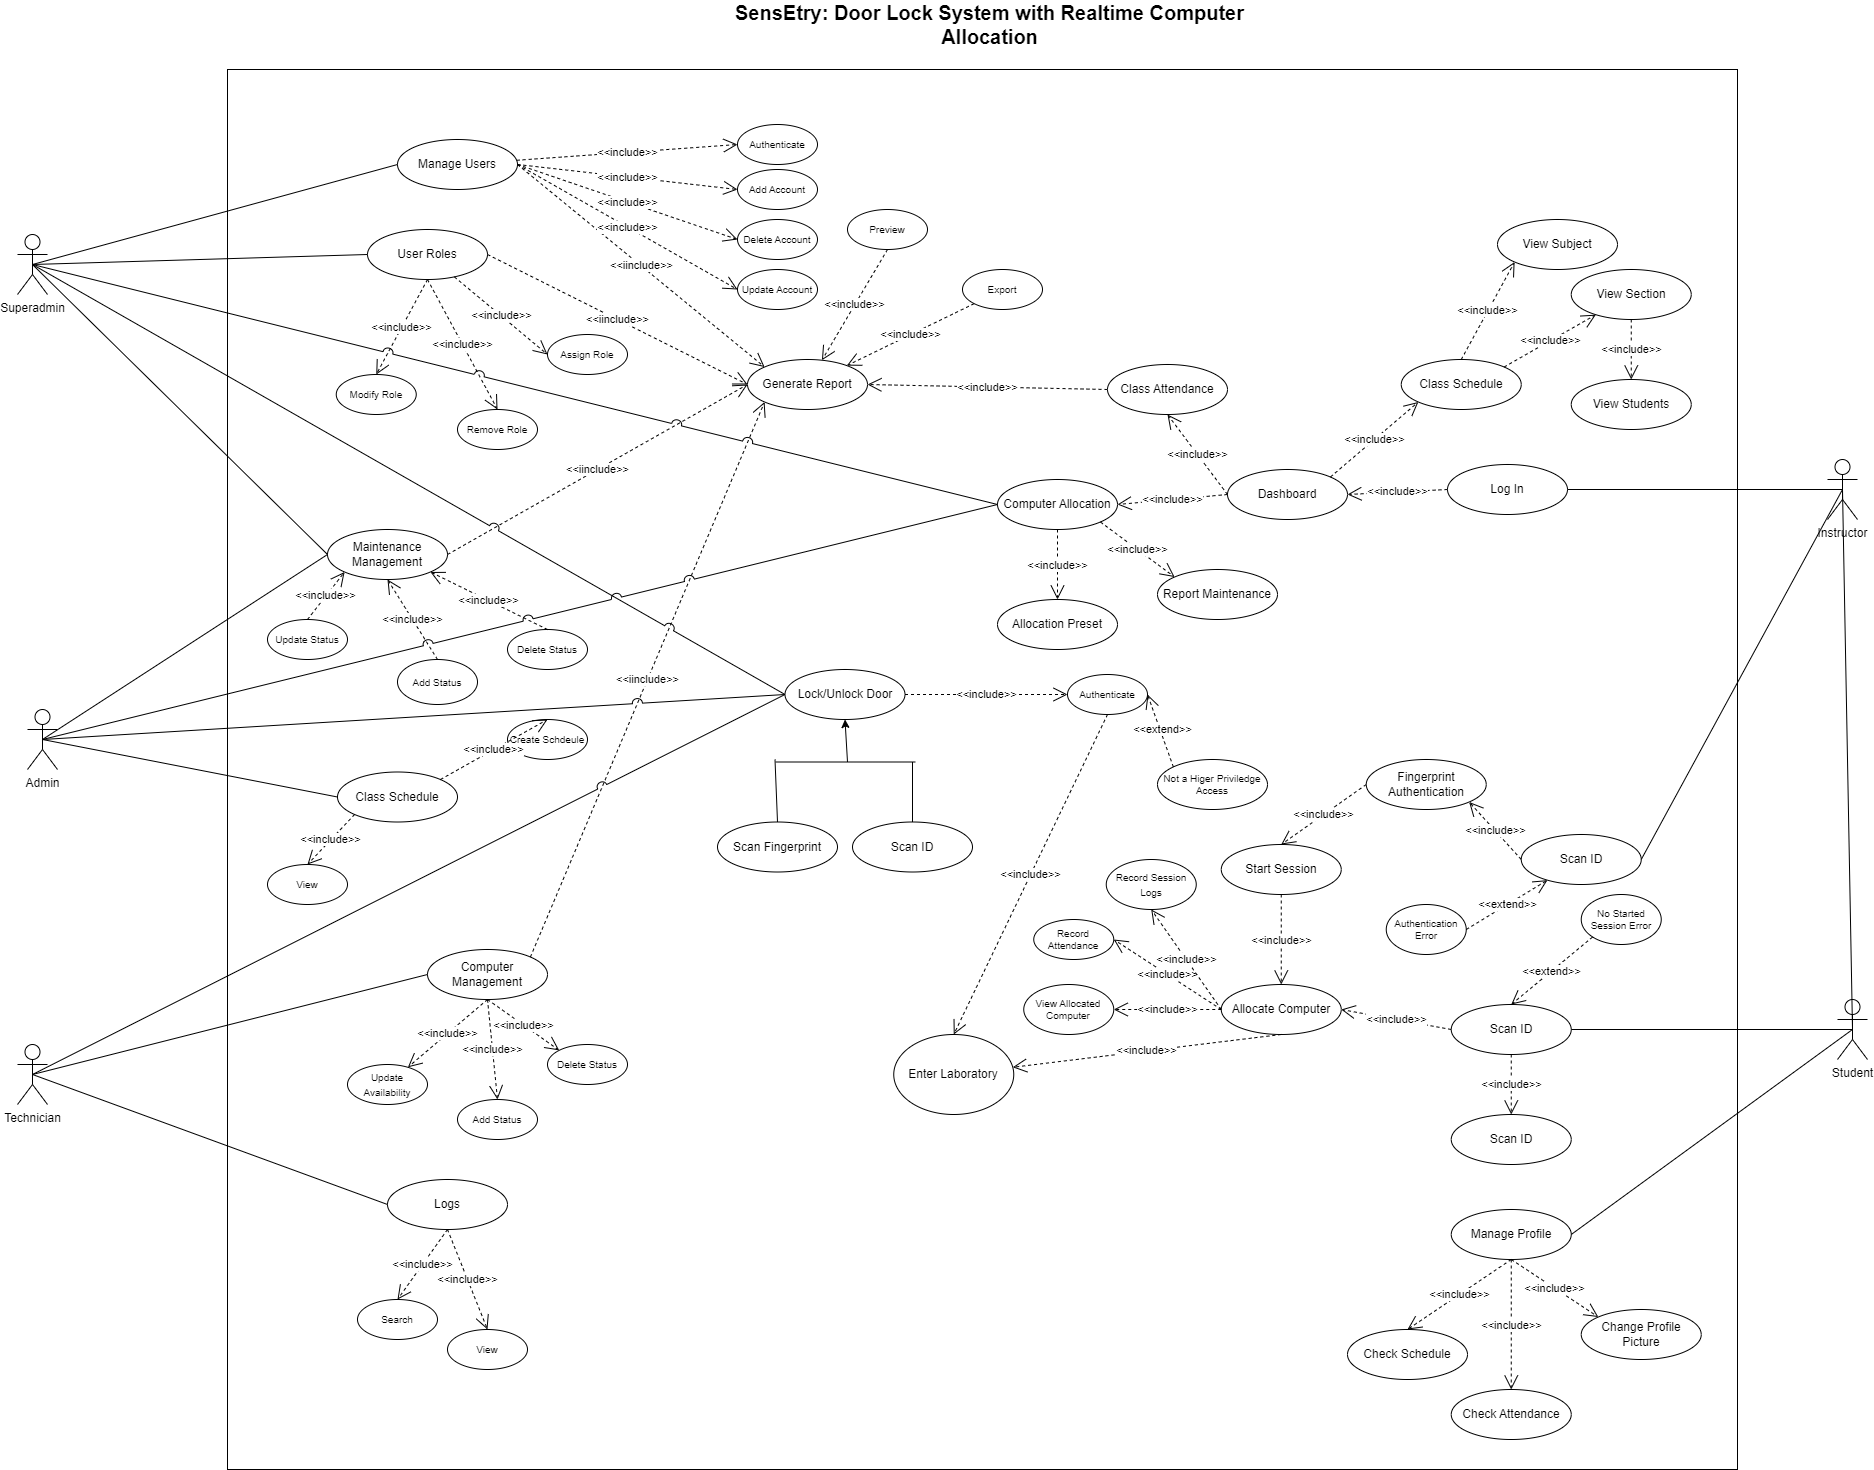 SensEtry: Door Lock System with Realtime Computer
Allocation
Authenticate
<<include>>
Manage Users
<<include>>
Add Account
<<include>>
Preview
<<include>>
Delete Account
View Subject
User Roles
<<iinclude>>
Export
Update Account
View Section
Superadmin
<<include>>
<<include>>
<<iinclude>>
<<include>>
<<include>>
<<include>>
<<include>>
<<include>>
<<include>>
Assign Role
Generate Report
<<include>>
Class Attendance
Class Schedule
Modify Role
View Students
Remove Role
<<include>>
<<include>>
<<iinclude>>
Computer Allocation
<<include>>
Dashboard
<<include>>
Log In
Instructor
Maintenance
Management
<<include>>
<<include>>
<<include>>
<<include>>
Report Maintenance
<<include>>
Allocation Preset
Update Status
Delete Status
Add Status
<<iinclude>>
Lock/Unlock Door
<<include>>
Authenticate
<<extend>>
Create Schdeule
<<include>>
Admin
Not a Higer Priviledge
Access
Fingerprint
Authentication
Class Schedule
<<include>>
<<include>>
<<include>>
Scan Fingerprint
Scan ID
Scan ID
Start Session
<<include>>
Record Session
Logs
View
<<extend>>
No Started
Session Error
Authentication
Error
Record
Attendance
<<include>>
<<include>>
<<include>>
<<extend>>
Computer
Management
View Allocated
Computer
<<include>>
Allocate Computer
<<include>>
Scan ID
<<include>>
<<include>>
<<include>>
<<include>>
Delete Status
Enter Laboratory
Student
Update
Availability
<<include>>
Technician
Add Status
Scan ID
Logs
Manage Profile
<<include>>
<<include>>
<<include>>
<<include>>
Search
<<include>>
Change Profile
Picture
View
Check Schedule
Check Attendance